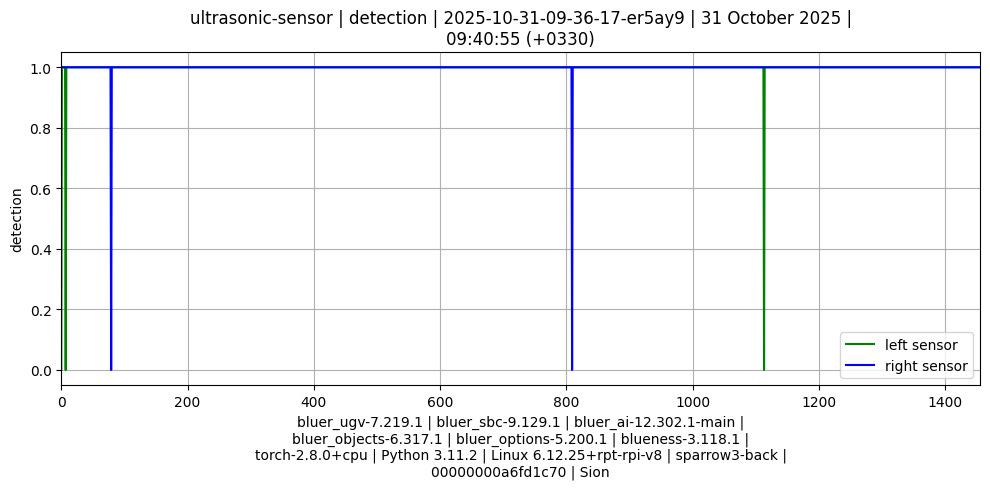 ultrasonic-sensor | detection | 2025-10-31-09-36-17-er5ay9 | 31 October 2025 |
09:40:55 (+0330)
1.0
0.8
0.6
0.4
0.2
0.0
detection
left sensor
right sensor
0 200 400 600 800 1000 1200 1400
bluer_ugv-7.219.1 | bluer_sbc-9.129.1 | bluer_ai-12.302.1-main |
bluer_objects-6.317.1 | bluer_options-5.200.1 | blueness-3.118.1 |
torch-2.8.0+cpu | Python 3.11.2 | Linux 6.12.25+rpt-rpi-v8 | sparrow3-back |
00000000a6fd1c70 | Sion